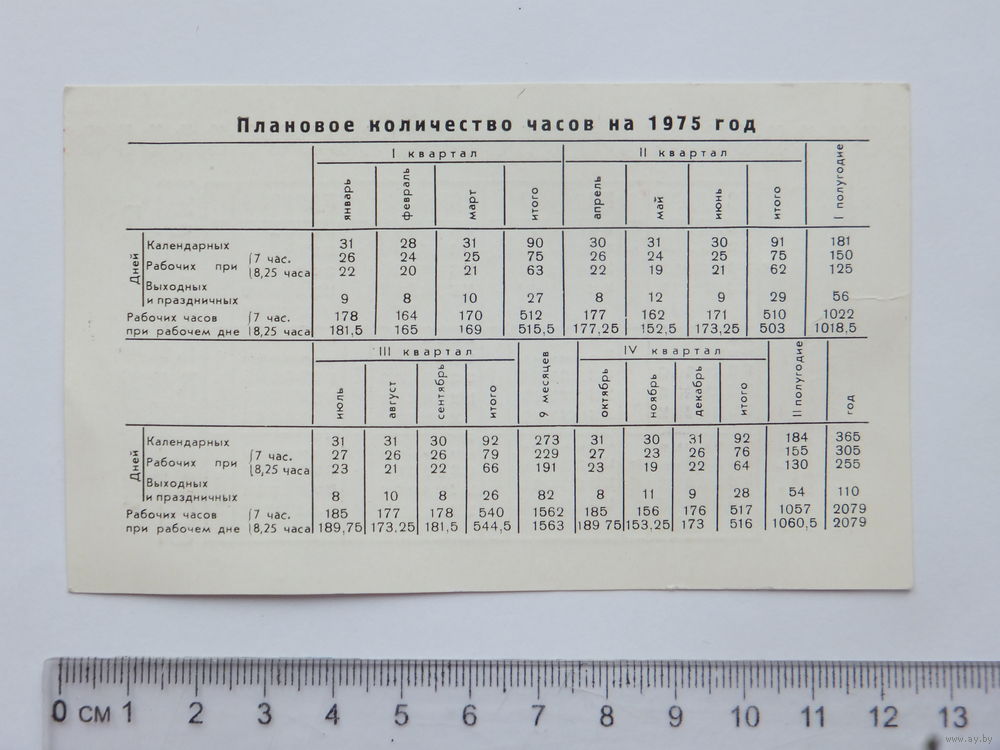 Плановое количество часов на 1975 год
I квартал II квартал I полугодие
январь февраль март итого апрель май июнь итого
Дней
Календарных 31 28 31 90 30 31 30 91 181
Рабочих при { 7 час. 26 24 25 75 26 24 25 75 150
8,25 часа 22 20 21 63 22 19 21 62 125
Выходных
и праздничных 9 8 10 27 8 12 9 29 56
Рабочих часов { 7 час. 178 164 170 512 177 162 171 510 1022
при рабочем дне 8,25 часа 181,5 165 169 515,5 177,25 152,5 173,25 503 1018,5
III квартал 9 месяцев IV квартал II полугодие год
июль август сентябрь итого октябрь ноябрь декабрь итого
Дней
Календарных 31 31 30 92 273 31 30 31 92 184 365
Рабочих при { 7 час. 27 26 26 79 229 27 23 26 76 155 305
8,25 часа 23 21 22 66 191 23 19 22 64 130 255
Выходных
и праздничных 8 10 8 26 82 8 11 9 28 54 110
Рабочих часов { 7 час. 185 177 178 540 1562 185 156 176 517 1057 2079
при рабочем дне 8,25 часа 189,75 173,25 181,5 544,5 1563 189 75 153,25 173 516 1060,5 2079
0 СМ 1 2 3 4 5 6 7 8 9 10 11 12 13
www.ay.by